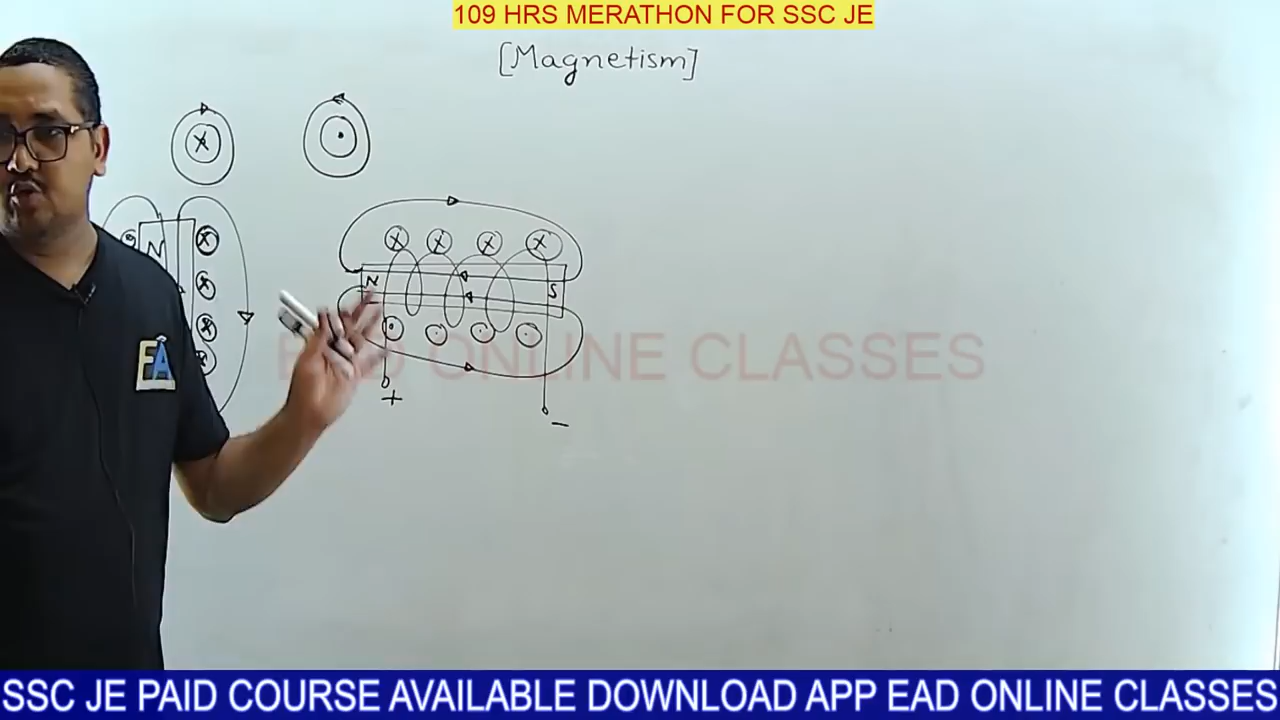 109 HRS MERATHON FOR SSC JE
[Magnetism]
N
N S
+ -
EA
EAD ONLINE CLASSES
SSC JE PAID COURSE AVAILABLE DOWNLOAD APP EAD ONLINE CLASSES